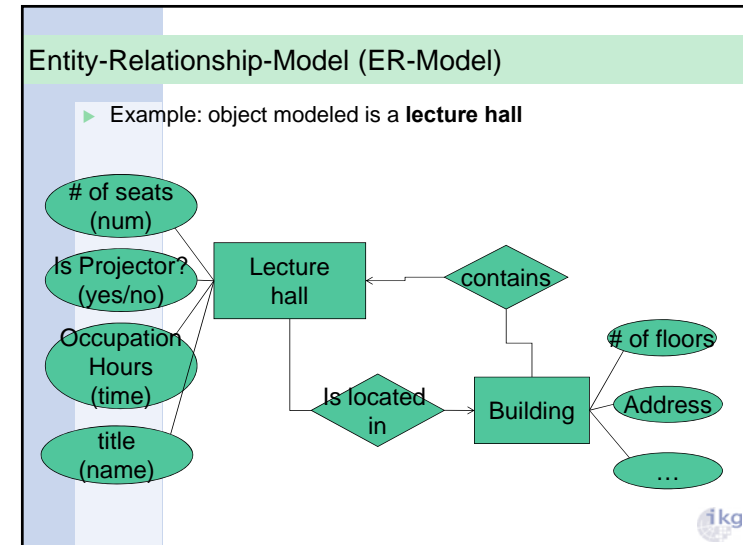 Entity-Relationship-Model (ER-Model)
Example: object modeled is a lecture hall
# of seats
(num)
Is Projector?
(yes/no)
Occupation
Hours
(time)
title
(name)
Lecture
hall
contains
Is located
in
Building
# of floors
Address
…
ikg